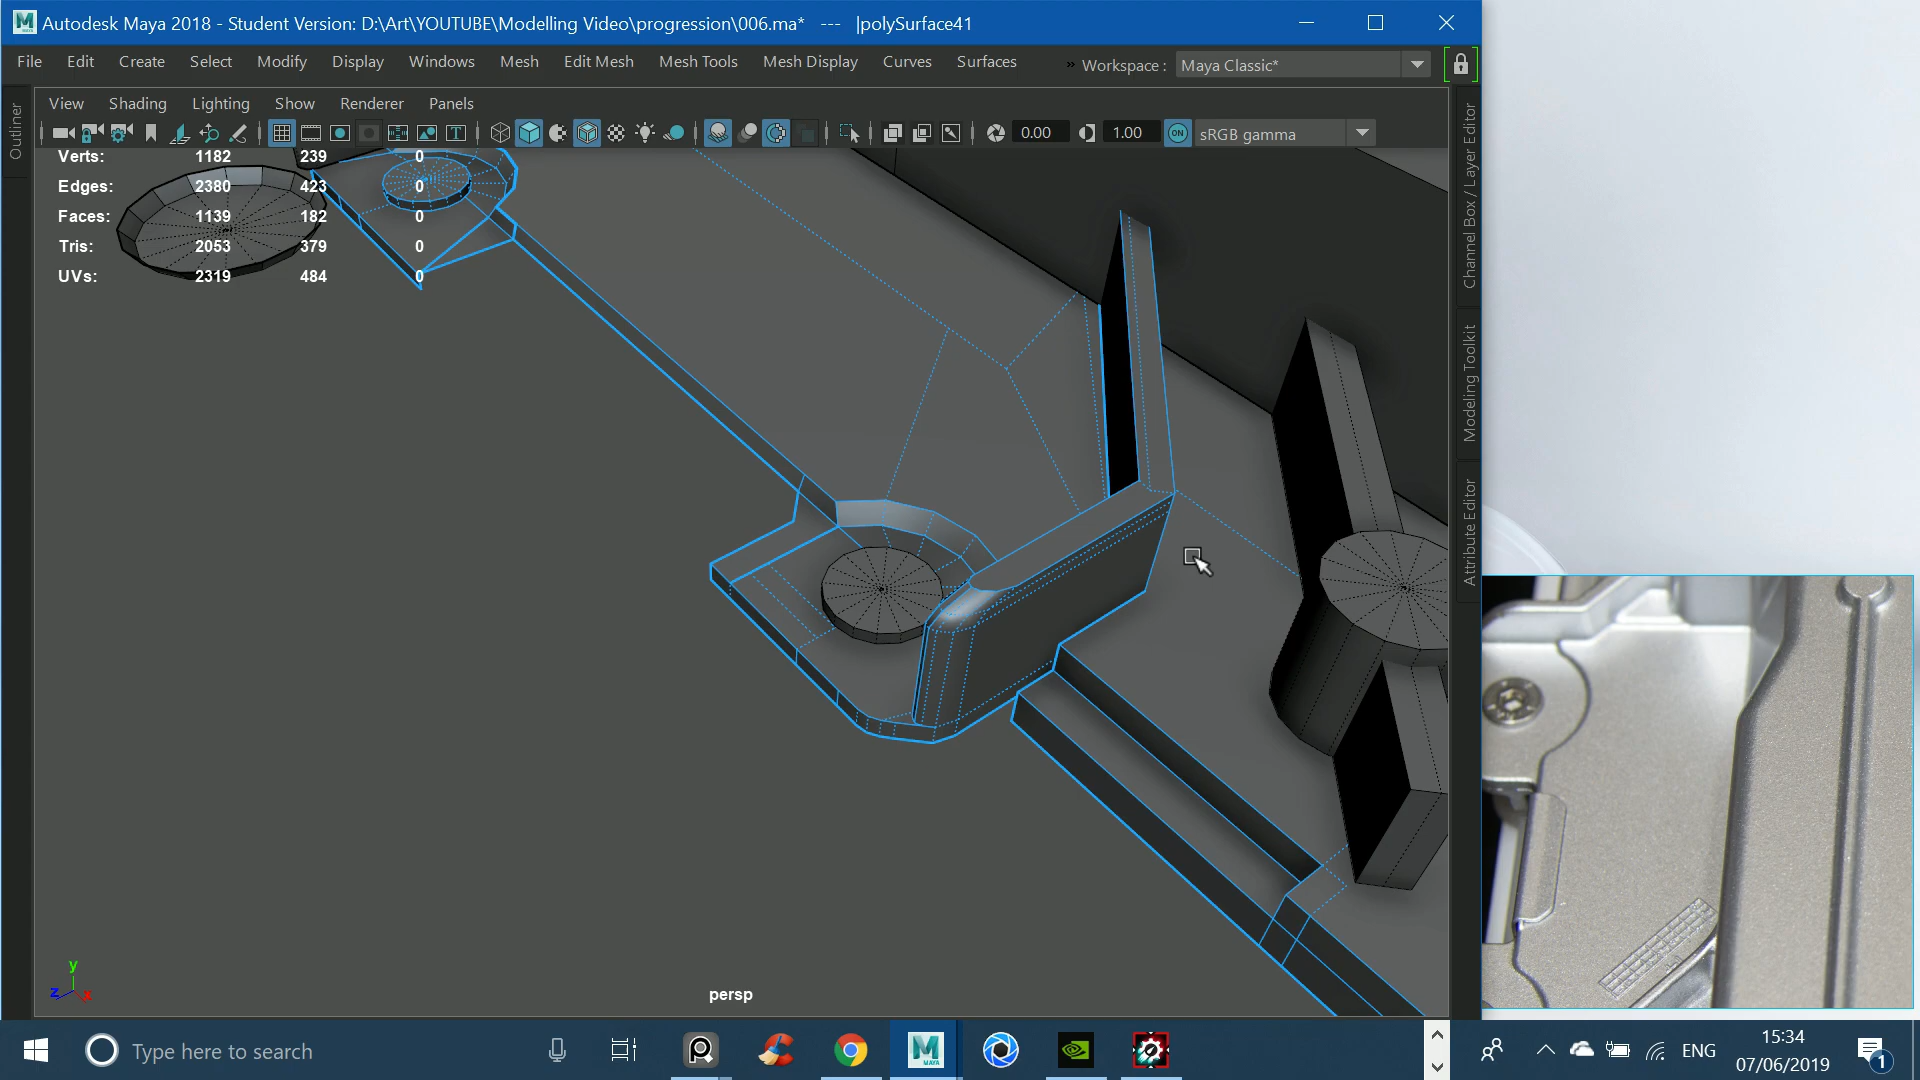 Autodesk Maya 2018 - Student Version: D:\Art\YOUTUBE\Modelling Video\progression\006.ma* --- |polySurface41
File Edit Create Select Modify Display Windows Mesh Edit Mesh Mesh Tools Mesh Display Curves Surfaces » Workspace : Maya Classic*
View Shading Lighting Show Renderer Panels
0.00 1.00 ON sRGB gamma
Outliner
Channel Box / Layer Editor
Modeling Toolkit
Attribute Editor
Verts: 1182 239 0
Edges: 2380 423 0
Faces: 1139 182 0
Tris: 2053 379 0
UVs: 2319 484 0
y
z x
persp
Type here to search
ENG
15:34
07/06/2019
1